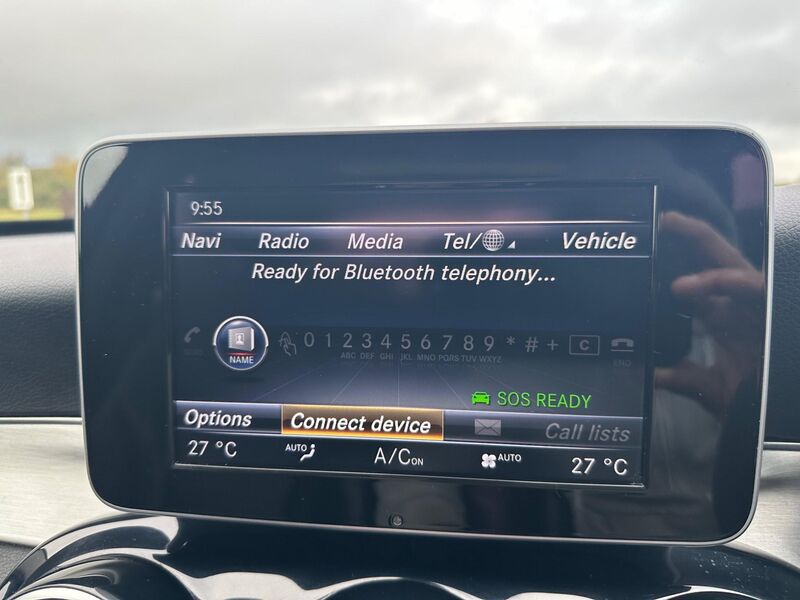 9:55
Navi Radio Media Tel/ Vehicle
Ready for Bluetooth telephony...
NAME 0 1 2 3 4 5 6 7 8 9 * # + C
ABC DEF GHI JKL MNO PQRS TUV WXYZ
END
SOS READY
Options Connect device Call lists
27 °C AUTO A/C ON AUTO 27 °C